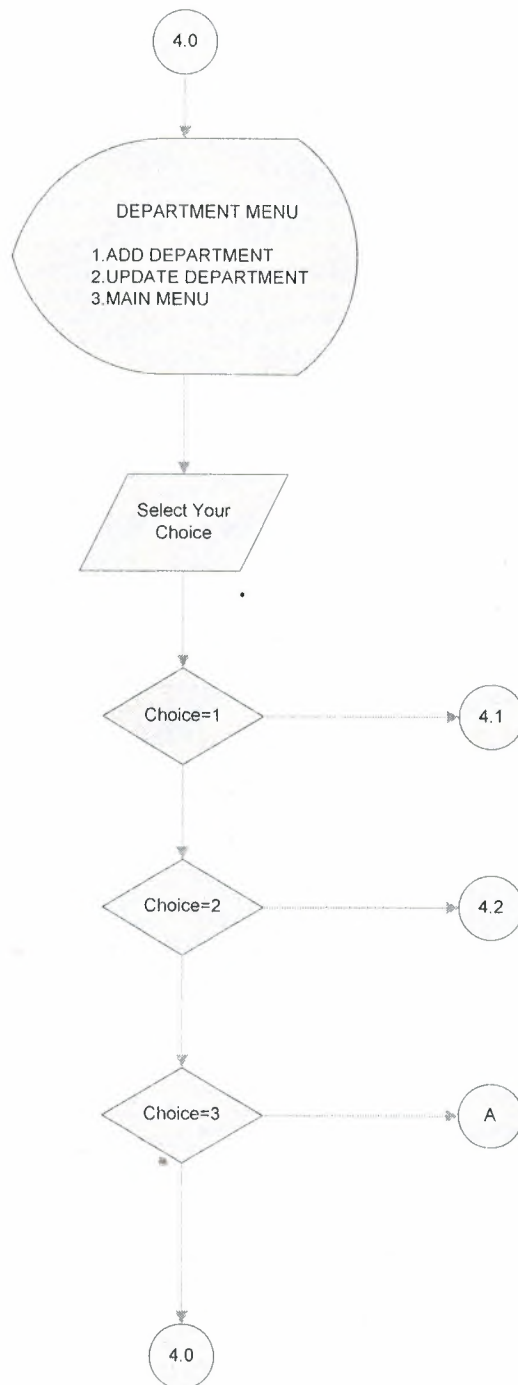 4.0
DEPARTMENT MENU
1.ADD DEPARTMENT
2.UPDATE DEPARTMENT
3.MAIN MENU
Select Your
Choice
Choice=1
4.1
Choice=2
4.2
Choice=3
A
4.0